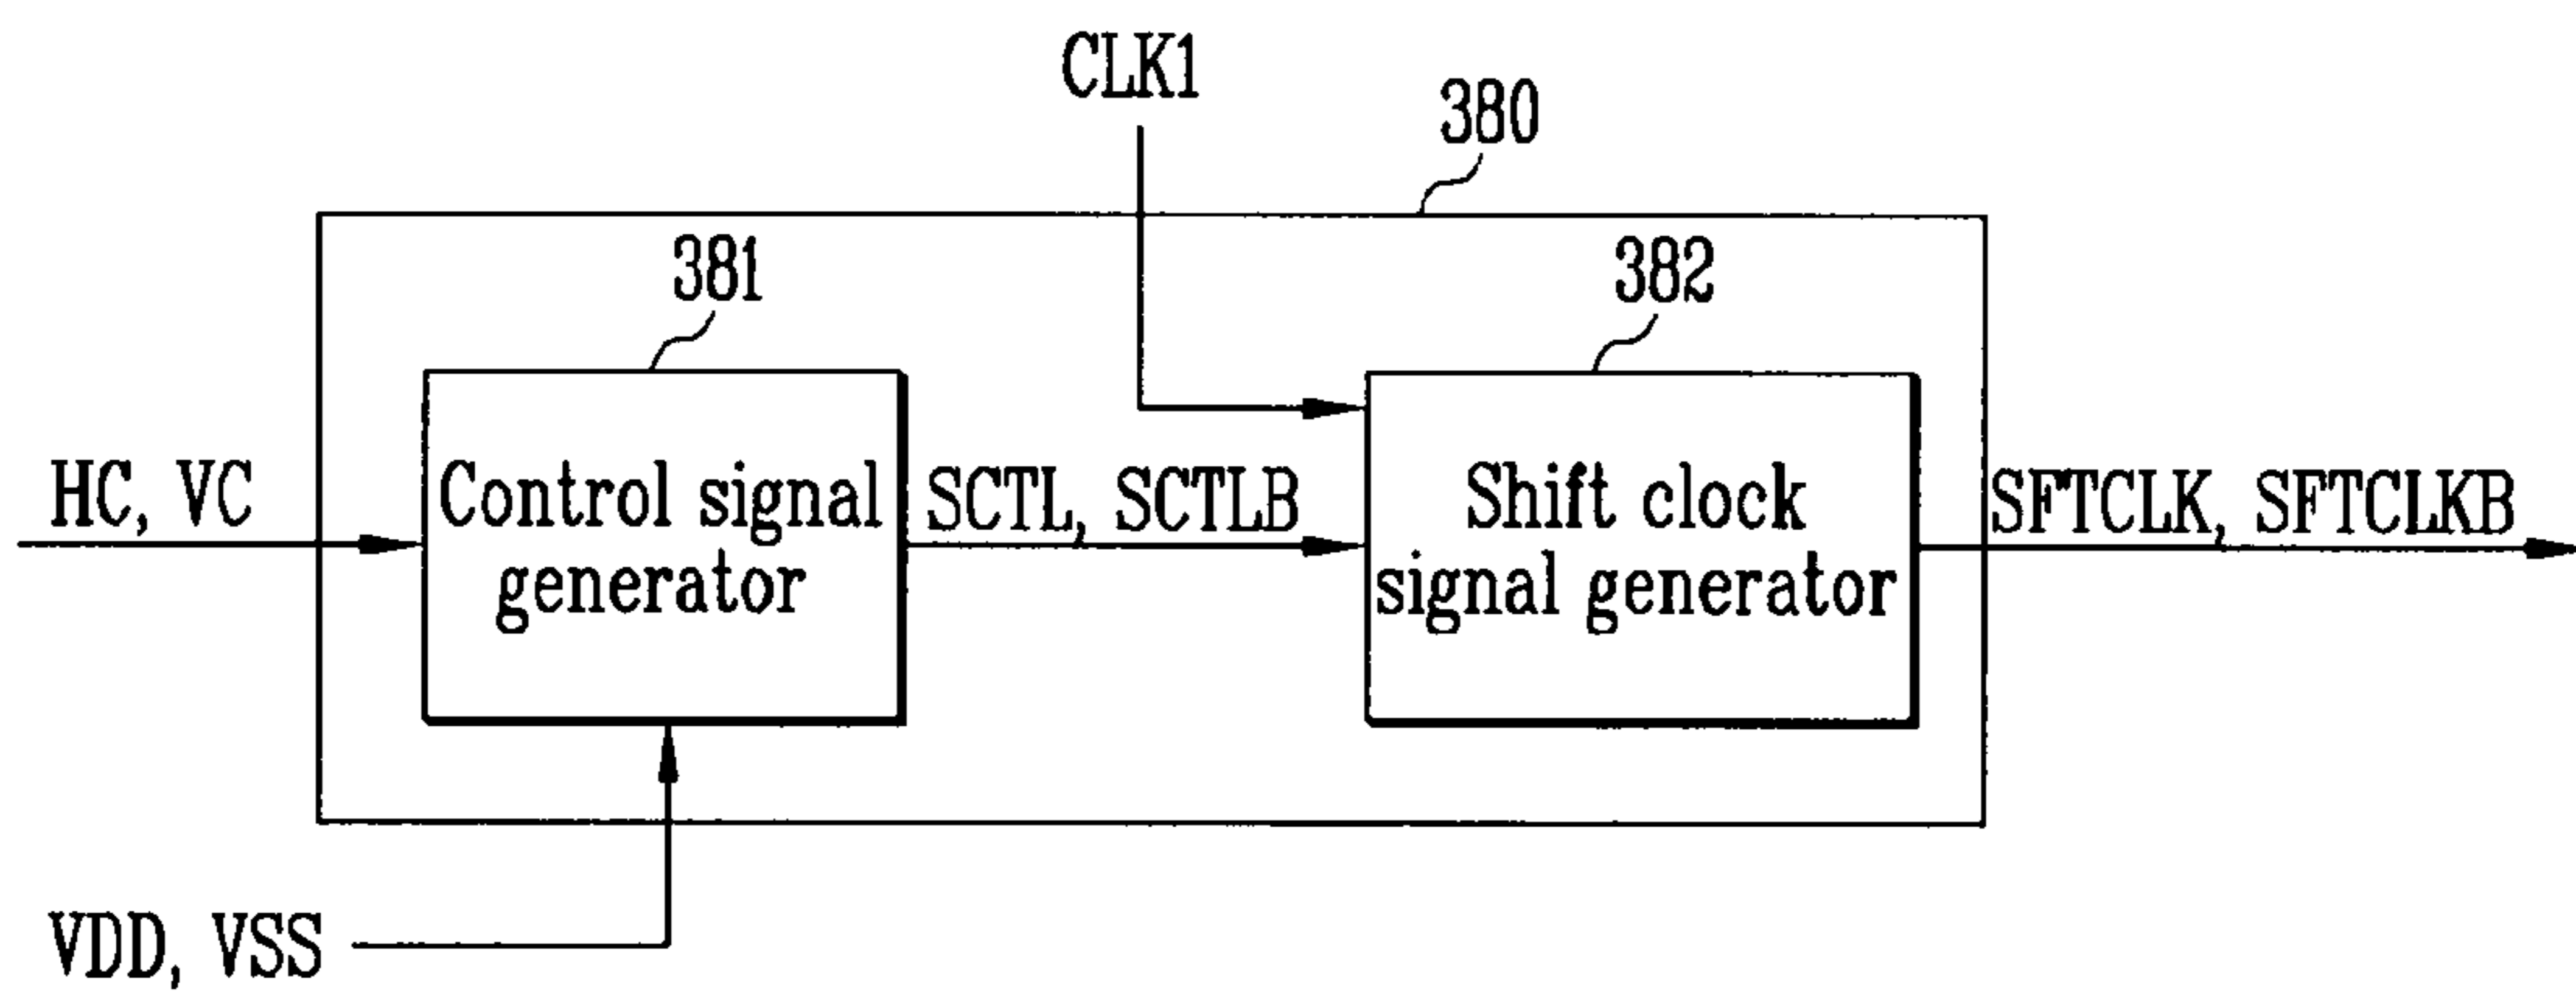 CLK1
380
381
382
HC, VC
Control signal
generator
SCTL, SCTLB
Shift clock
signal generator
SFTCLK, SFTCLKB
VDD, VSS